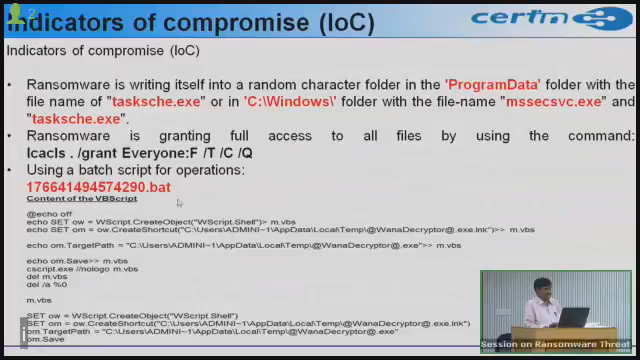 Indicators of compromise (IoC)
certin
Indicators of compromise (IoC)
• Ransomware is writing itself into a random character folder in the 'ProgramData' folder with the
file name of "tasksche.exe" or in 'C:\Windows\' folder with the file-name "mssecsvc.exe" and
"tasksche.exe".
• Ransomware is granting full access to all files by using the command:
Icacls . /grant Everyone:F /T /C /Q
• Using a batch script for operations:
176641494574290.bat
Content of the VBScript
@echo off
echo SET ow = WScript.CreateObject("WScript.Shell")> m.vbs
echo SET om = ow.CreateShortcut("C:\Users\ADMINI~1\AppData\Local\Temp\@WanaDecryptor@.exe.lnk")>> m.vbs
echo om.TargetPath = "C:\Users\ADMINI~1\AppData\Local\Temp\@WanaDecryptor@.exe">> m.vbs
echo om.Save>> m.vbs
cscript.exe //nologo m.vbs
del m.vbs
del /a %0
m.vbs
SET ow = WScript.CreateObject("WScript.Shell")
SET om = ow.CreateShortcut("C:\Users\ADMINI~1\AppData\Local\Temp\@WanaDecryptor@.exe.lnk")
om.TargetPath = "C:\Users\ADMINI~1\AppData\Local\Temp\@WanaDecryptor@.exe"
om.Save
Session on Ransomware Threat